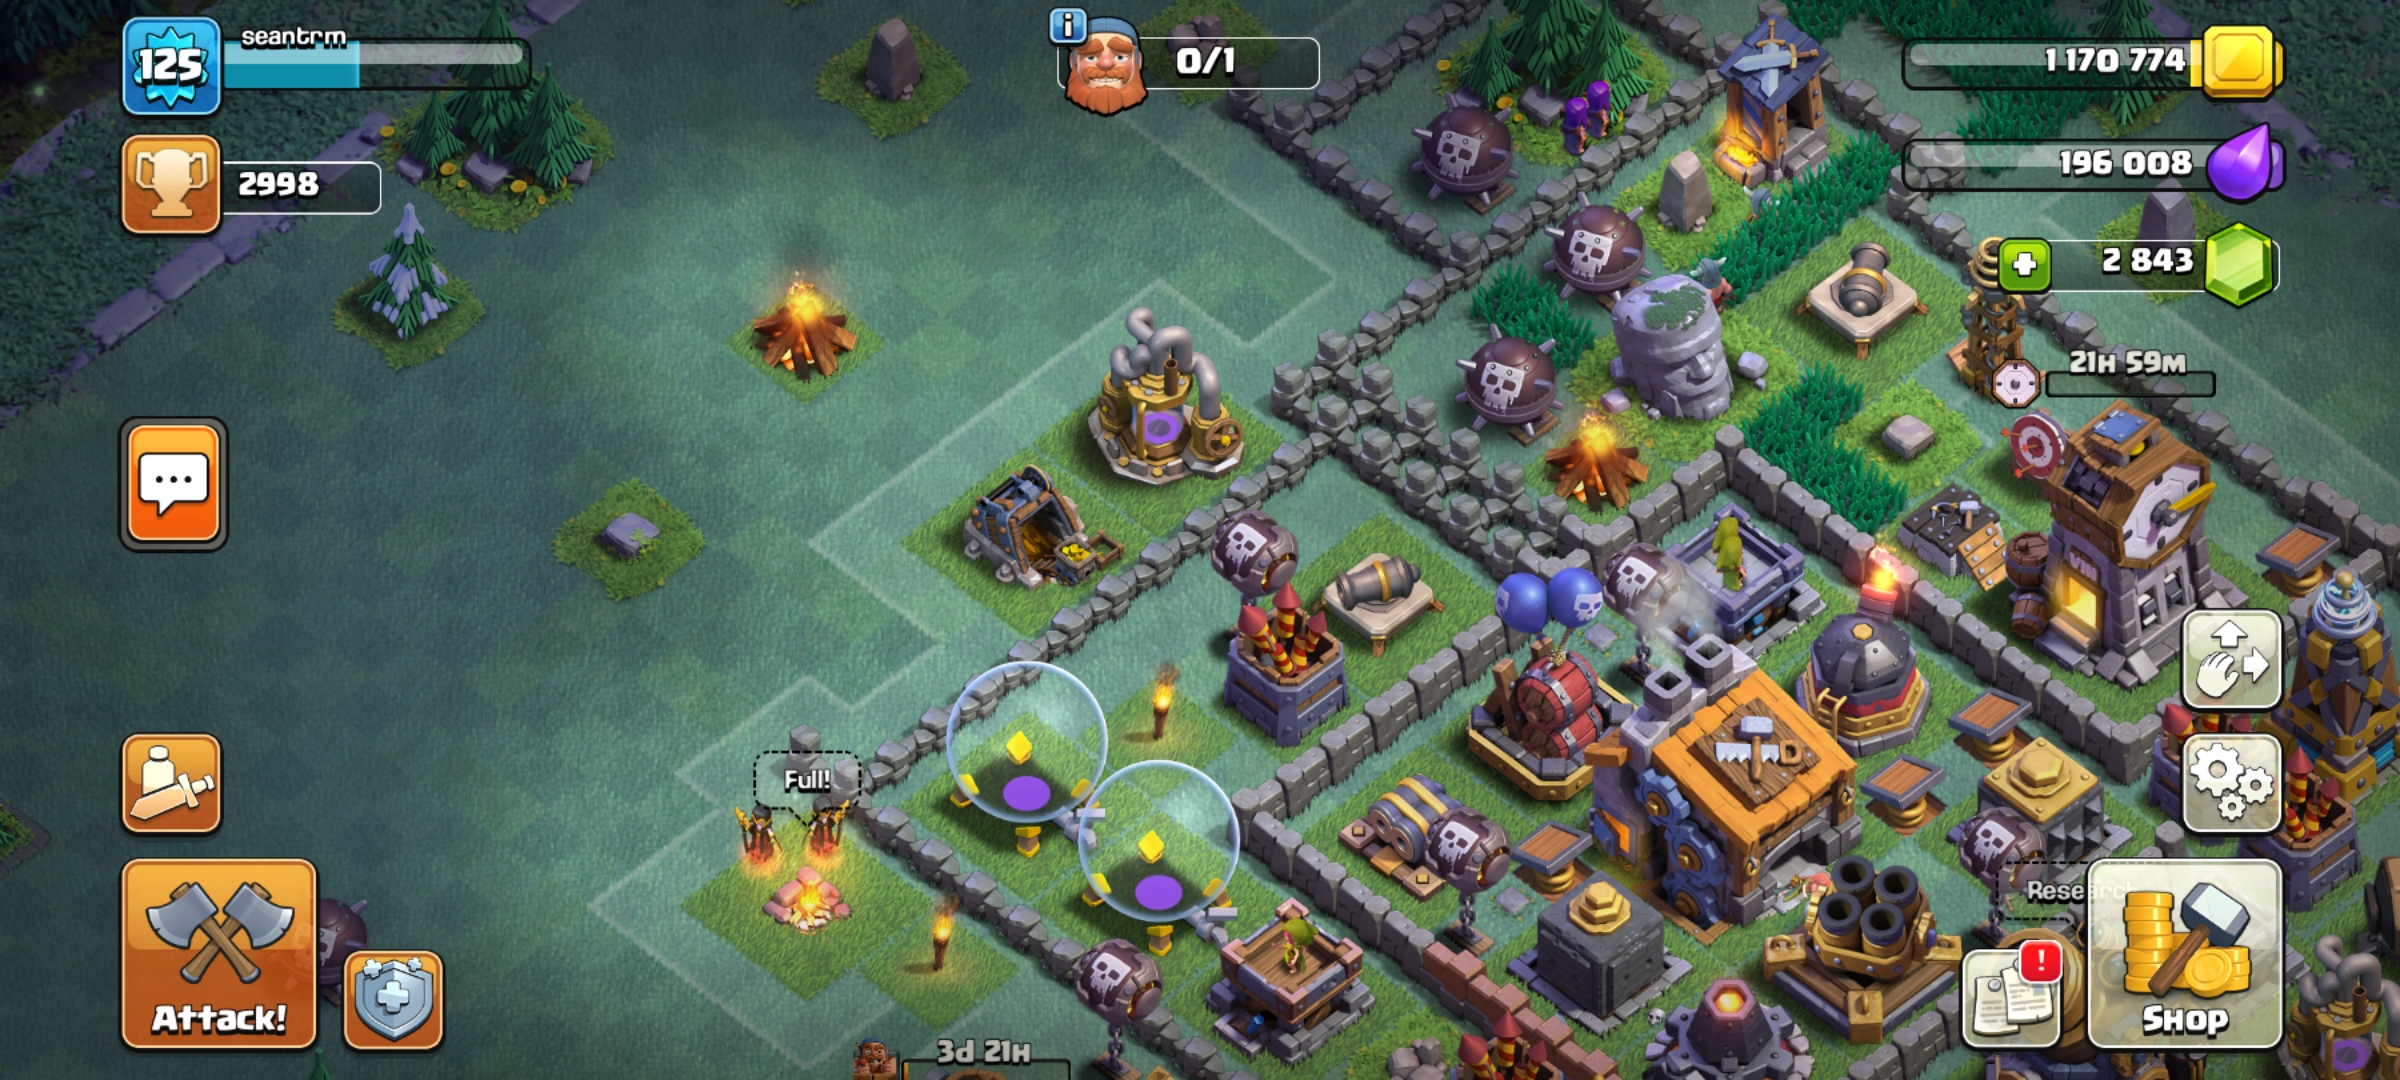 125
seantrm
i
0/1
1 170 774
2998
196 008
2 843
21H 59M
Full!
Attack!
3d 21H
!
Shop